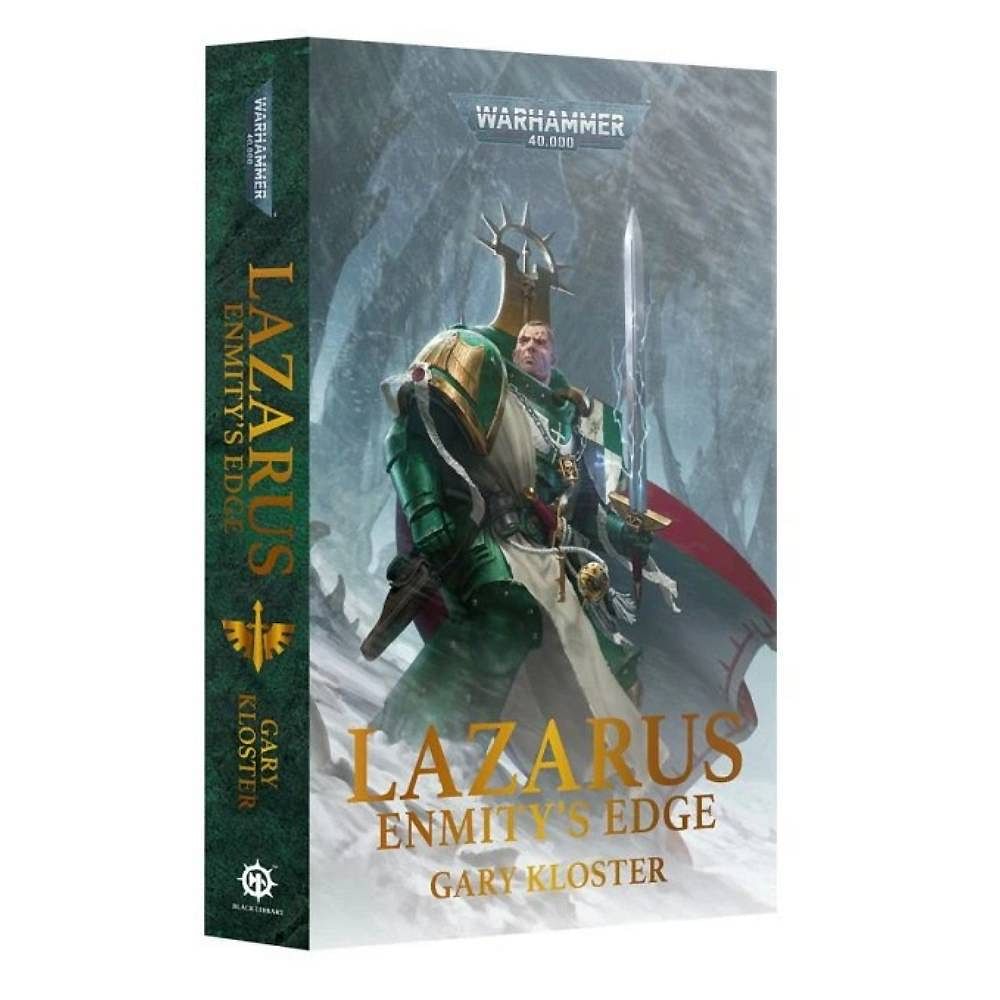 WARHAMMER
40,000
LAZARUS
ENMITY'S EDGE
GARY
KLOSTER
BLACK LIBRARY
WARHAMMER
40,000
LAZARUS
ENMITY'S EDGE
GARY KLOSTER